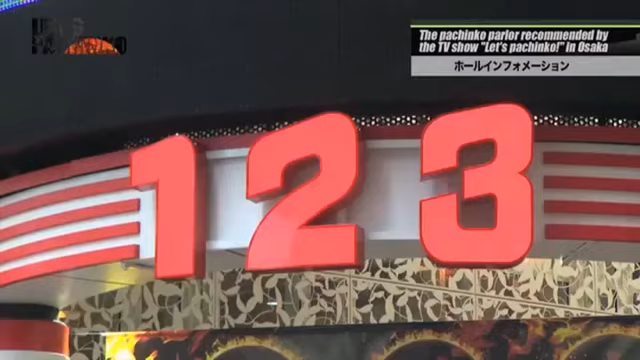 The pachinko parlor recommended by
the TV show "Let's pachinko!" in Osaka
ホールインフォメーション
123